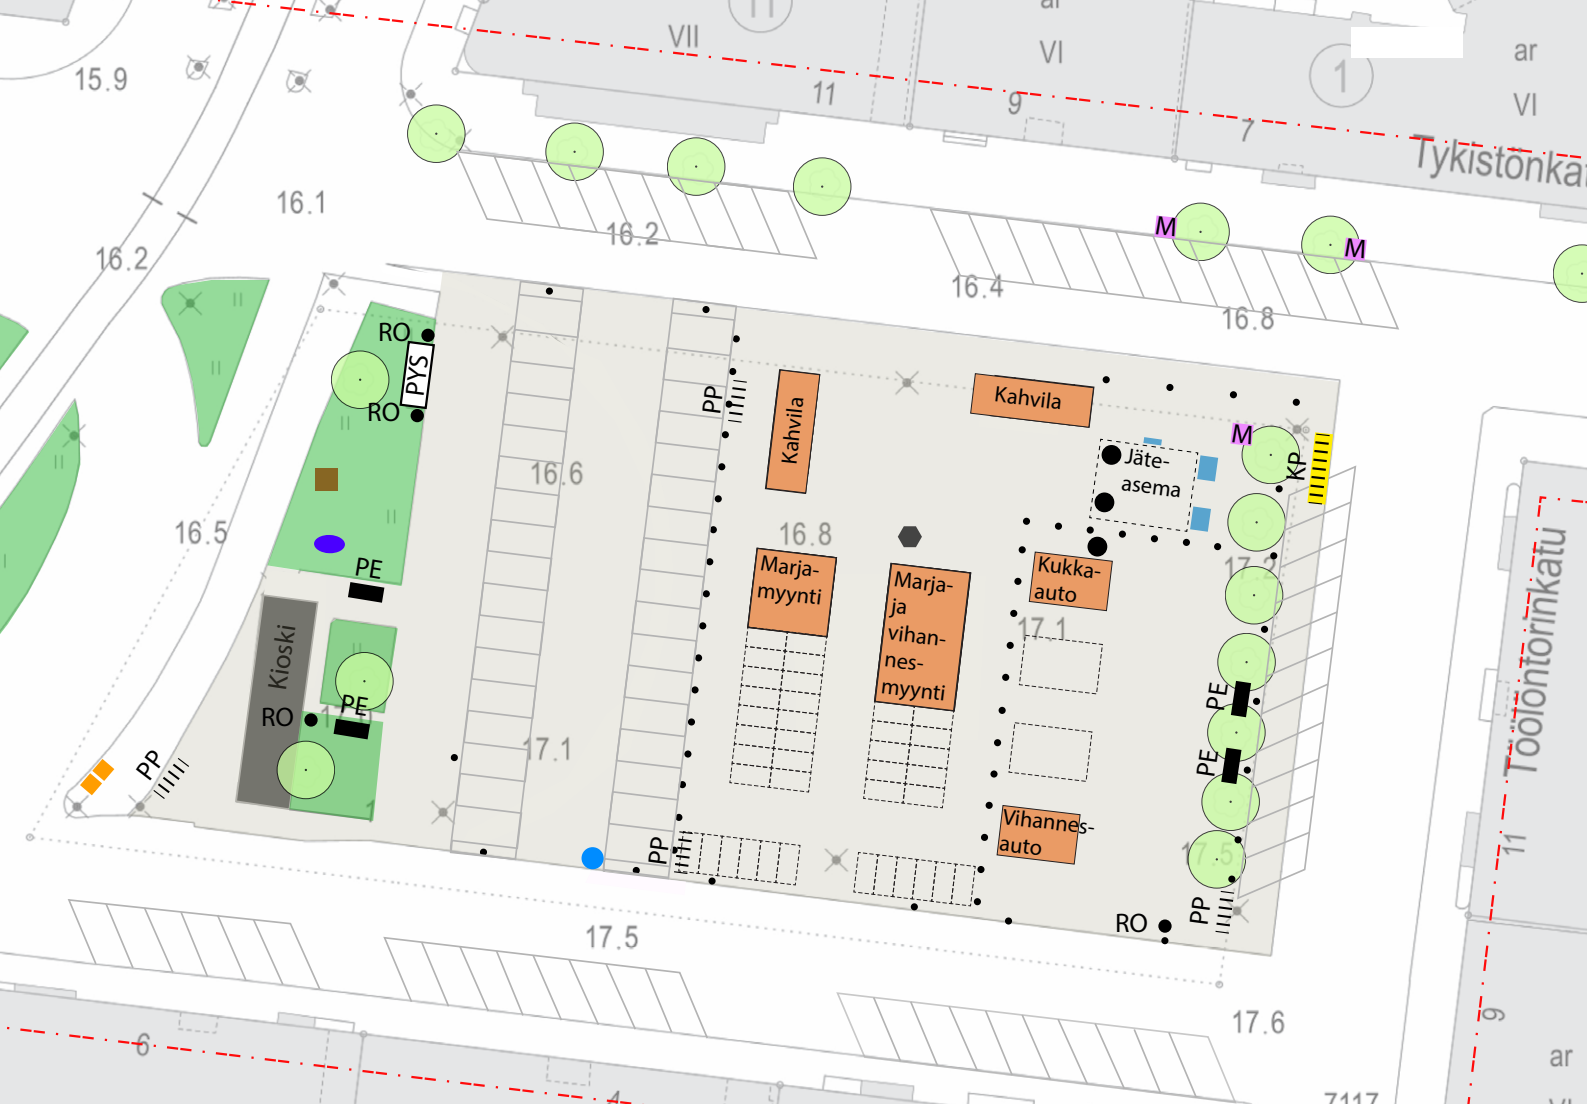 VII
11
ar
VI
11
9
7
1
ar
VI
Tykistönkat
15.9
16.1
16.2
16.2
16.4
16.8
M
M
M
RO
PYS
RO
PP
Kahvila
Kahvila
Jäte-
asema
KP
16.6
16.5
16.8
17.2
PE
Marja-
myynti
Marja-
ja
vihan-
nes-
myynti
Kukka-
auto
17.1
Kioski
RO
PE
PE
PE
PP
17.1
Vihannes-
auto
PP
17.5
RO
PP
17.5
17.6
Töölöntorinkatu
11
9
ar
6
4
7117